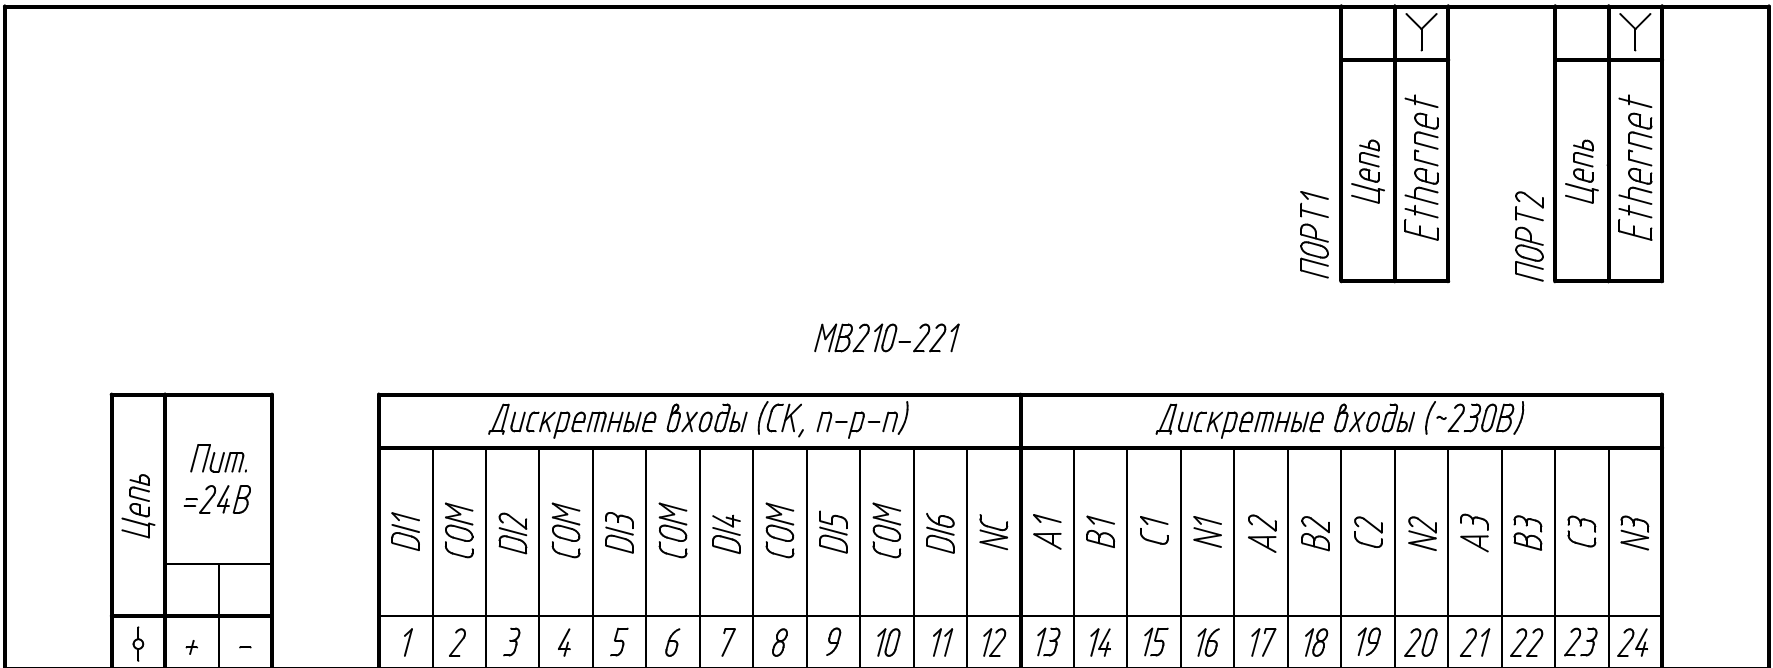 ПОРТ1
Цепь
Ethernet
ПОРТ2
Цепь
Ethernet
МВ210-221
Цепь
Пит.
=24В
+ -
Дискретные входы (СК, n-p-n)
Дискретные входы (~230В)
DI1 COM DI2 COM DI3 COM DI4 COM DI5 COM DI6 NC A1 B1 C1 N1 A2 B2 C2 N2 A3 B3 C3 N3
1 2 3 4 5 6 7 8 9 10 11 12 13 14 15 16 17 18 19 20 21 22 23 24